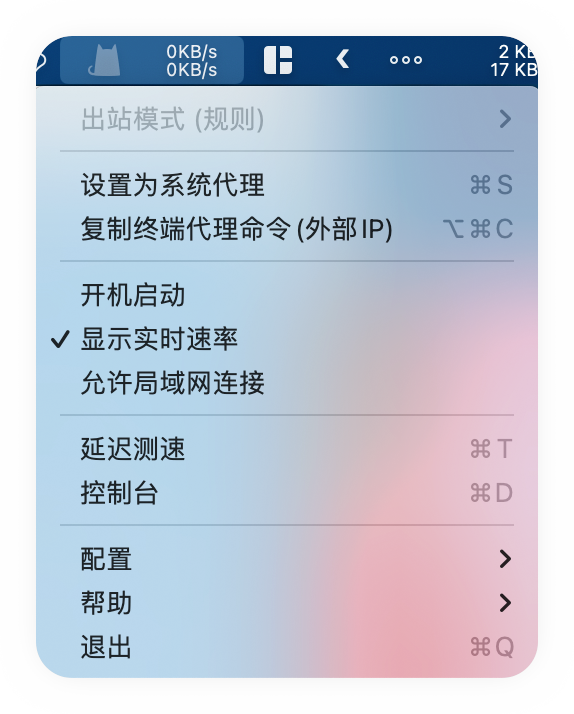 0KB/s
0KB/s
2 KB
17 KB
出站模式 (规则)
设置为系统代理 ⌘S
复制终端代理命令(外部IP) ⌥⌘C
开机启动
✓ 显示实时速率
允许局域网连接
延迟测速 ⌘T
控制台 ⌘D
配置
帮助
退出 ⌘Q